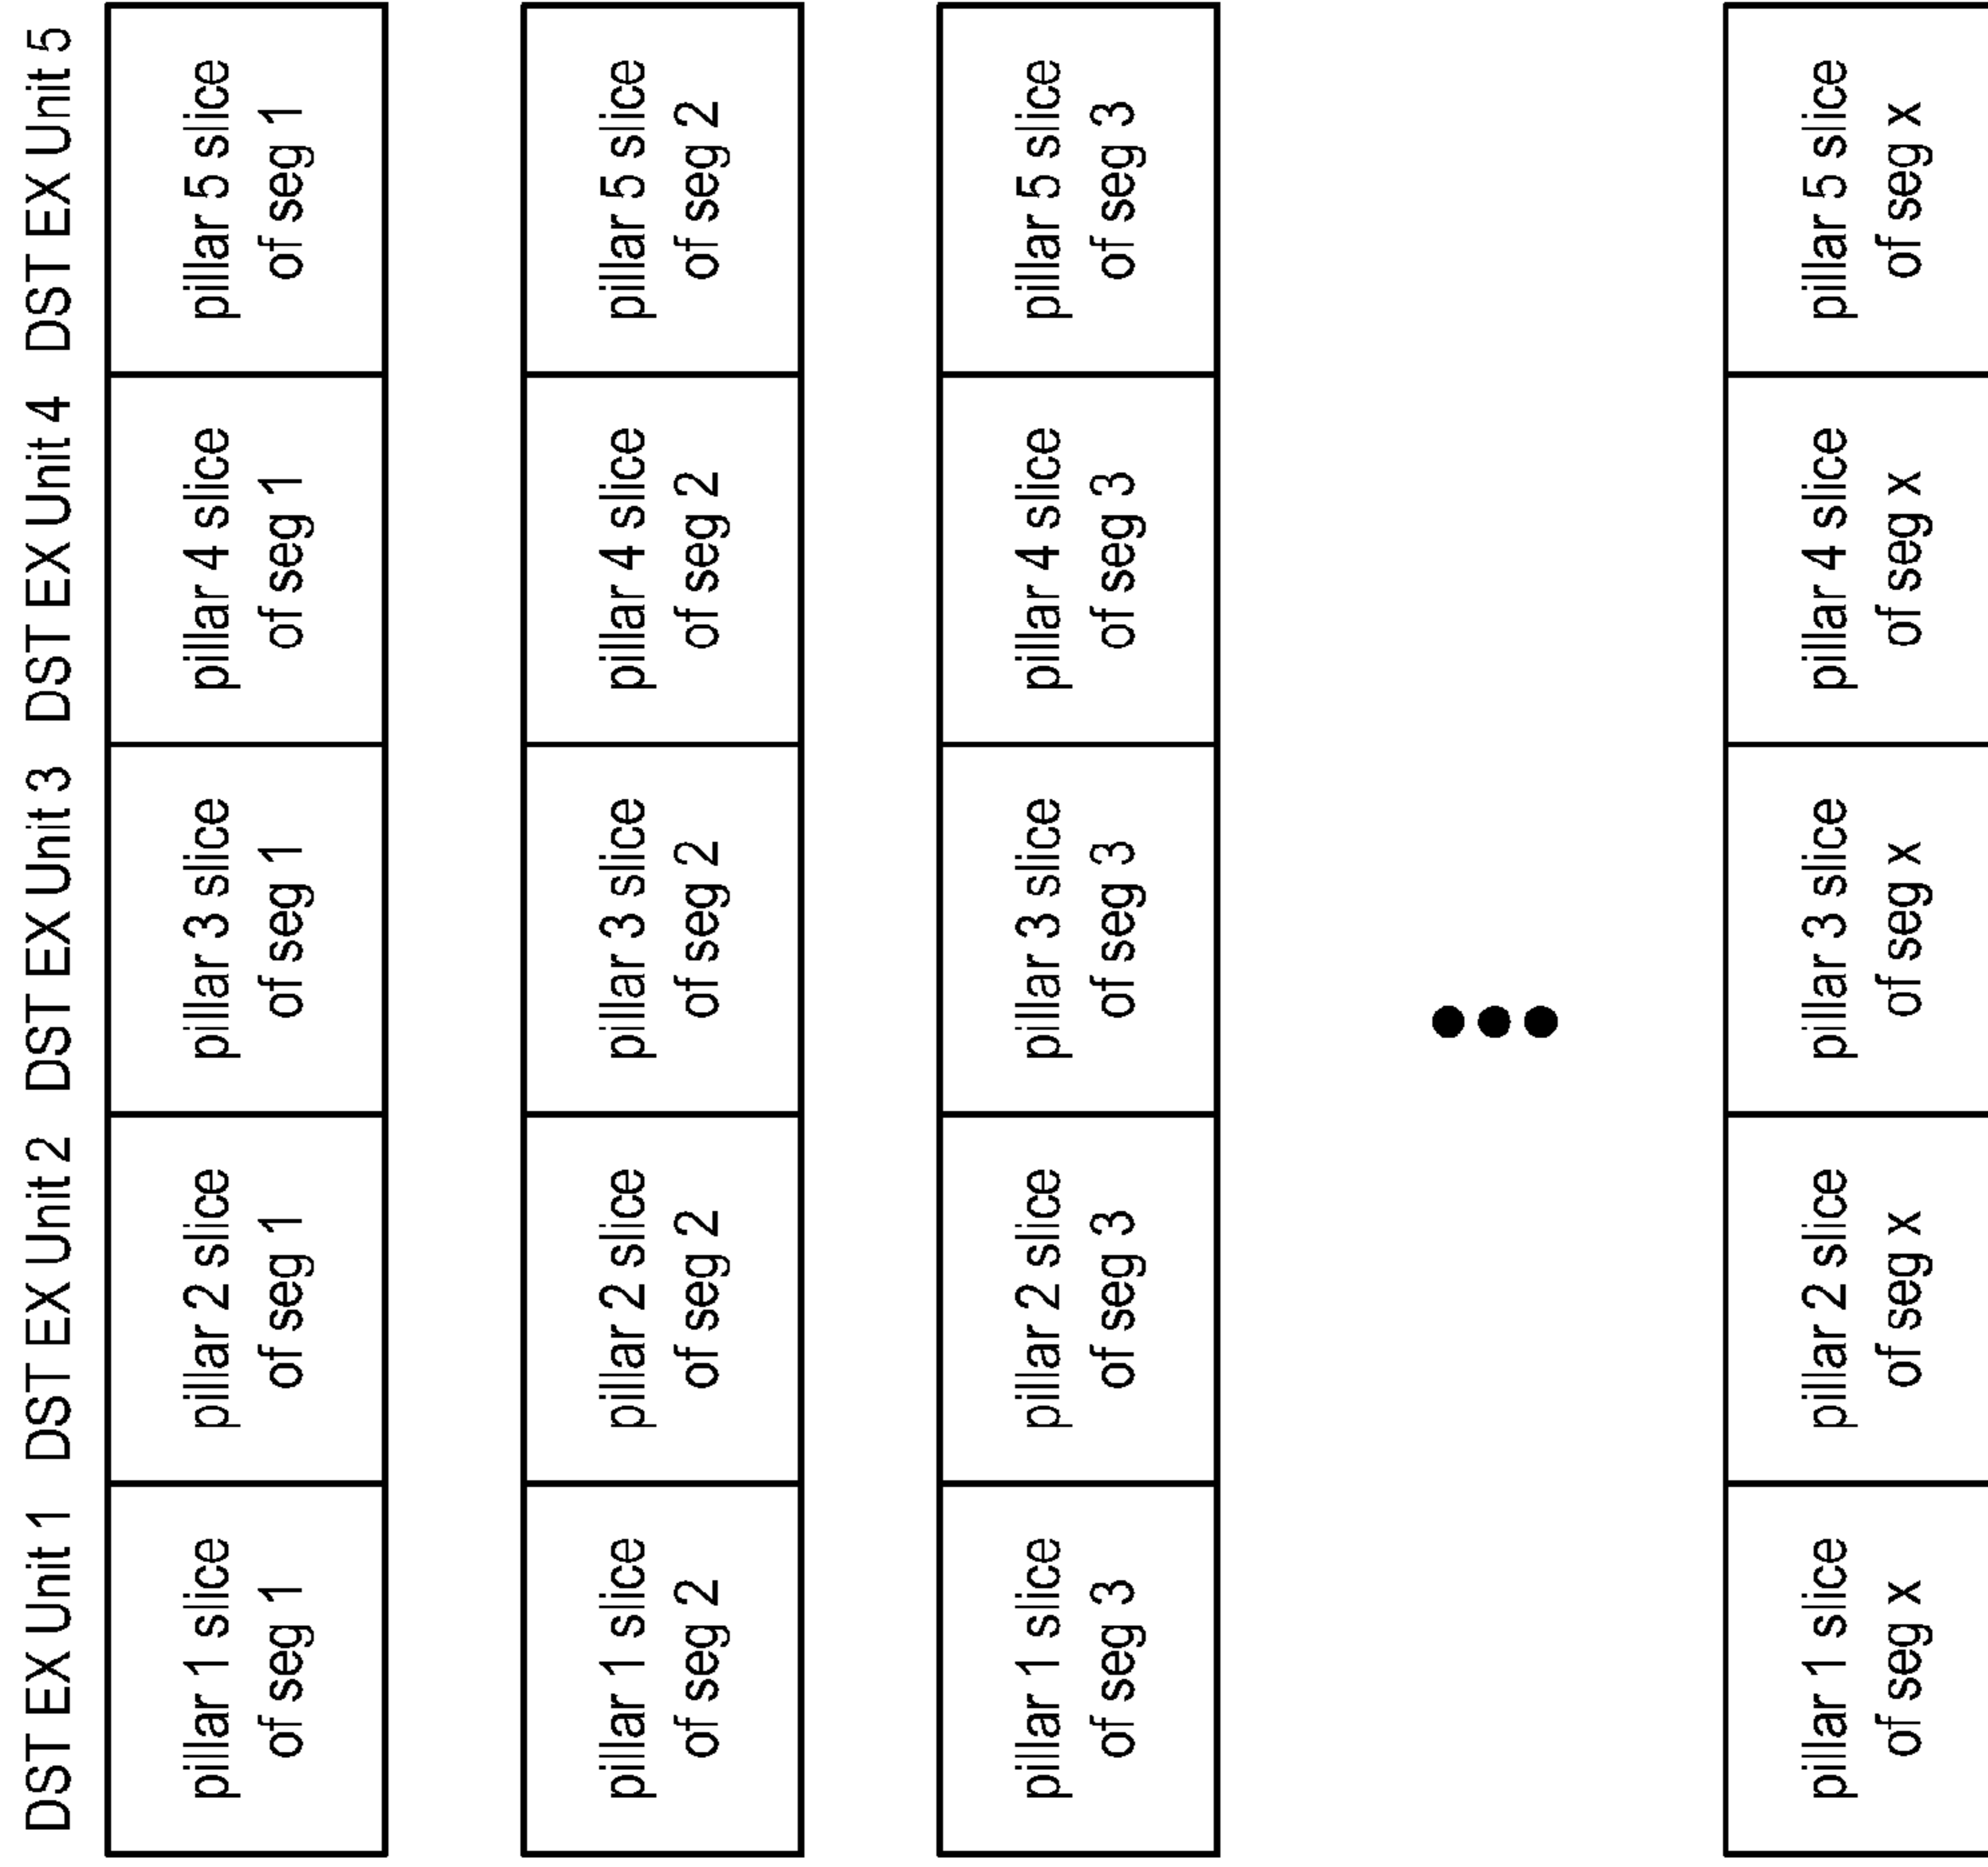 DST EX Unit 1 DST EX Unit 2 DST EX Unit 3 DST EX Unit 4 DST EX Unit 5
pillar 1 slice
of seg 1
pillar 2 slice
of seg 1
pillar 3 slice
of seg 1
pillar 4 slice
of seg 1
pillar 5 slice
of seg 1
pillar 1 slice
of seg 2
pillar 2 slice
of seg 2
pillar 3 slice
of seg 2
pillar 4 slice
of seg 2
pillar 5 slice
of seg 2
pillar 1 slice
of seg 3
pillar 2 slice
of seg 3
pillar 3 slice
of seg 3
pillar 4 slice
of seg 3
pillar 5 slice
of seg 3
pillar 1 slice
of seg x
pillar 2 slice
of seg x
pillar 3 slice
of seg x
pillar 4 slice
of seg x
pillar 5 slice
of seg x